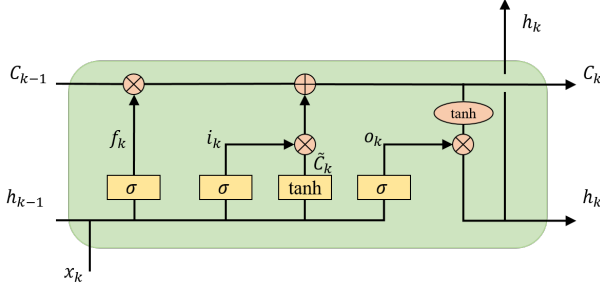 h_k
C_{k-1}
C_k
tanh
f_k
i_k
o_k
C̃_k
σ
σ
tanh
σ
h_{k-1}
h_k
x_k